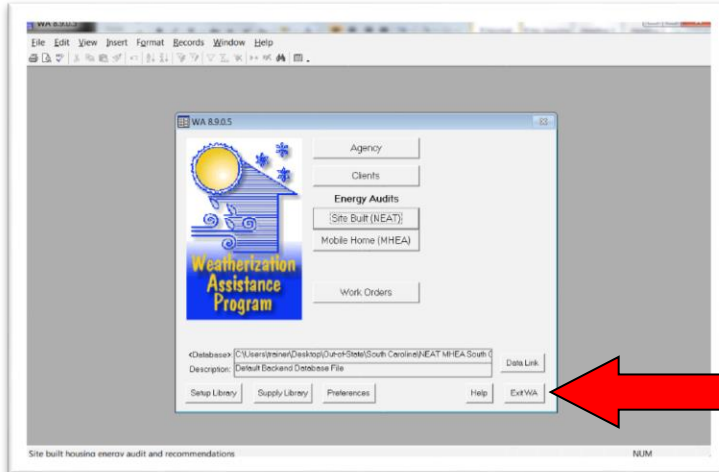 WA 8.9.0.5
File Edit View Insert Format Records Window Help
WA 8.9.0.5
Agency
Clients
Energy Audits
Site Built (NEAT)
Mobile Home (MHEA)
Weatherization
Assistance
Program
Work Orders
<Database> C:\Users\trainer\Desktop\Out-of-State\South Carolina\NEAT MHEA South C
Description: Default Backend Database File
Data Link
Setup Library Supply Library Preferences Help Exit WA
Site built housing energy audit and recommendations NUM